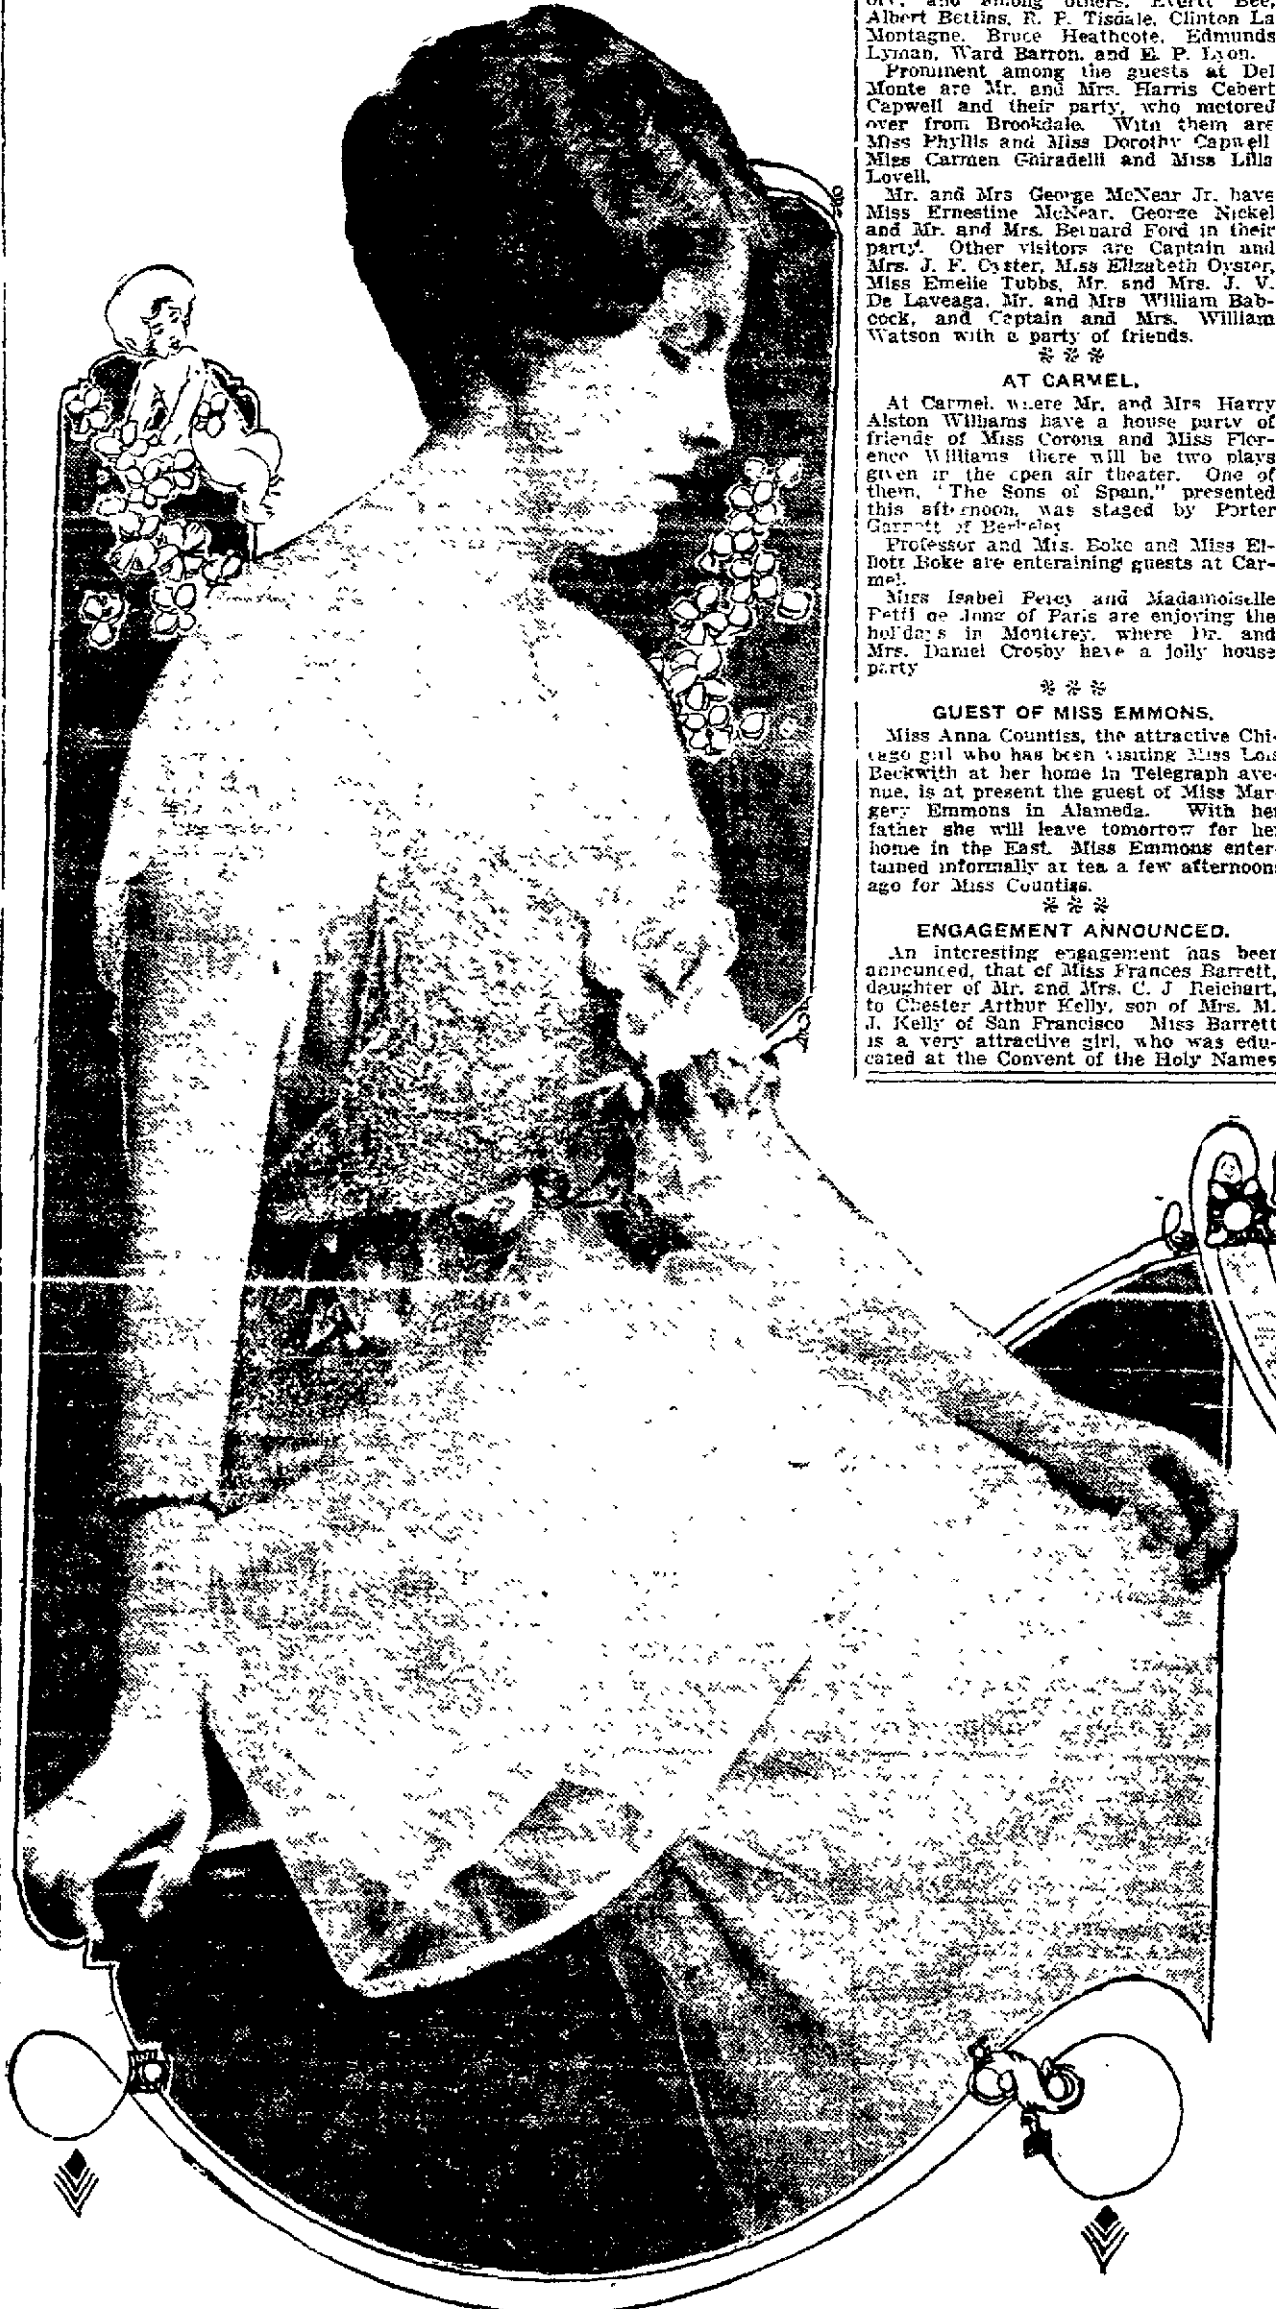 and among others, Everit Bee,
Albert Betlins, R. P. Tisdale, Clinton La
Montagne, Bruce Heathcote, Edmunds
Lyman, Ward Barron, and E. P. Lyon.
Prominent among the guests at Del
Monte are Mr. and Mrs. Harris Cebert
Capwell and their party, who motored
over from Brookdale. With them are
Miss Phyllis and Miss Dorothy Capwell
Miss Carmen Ghiradelli and Miss Lilla
Lovell.
Mr. and Mrs George McNear Jr. have
Miss Ernestine McNear, George Nickel
and Mr. and Mrs. Bernard Ford in their
party. Other visitors are Captain and
Mrs. J. F. Oyster, Miss Elizabeth Oyster,
Miss Emelie Tubbs, Mr. and Mrs. J. V.
De Laveaga, Mr. and Mrs William Bab-
cock, and Captain and Mrs. William
Watson with a party of friends.
AT CARMEL.
At Carmel, where Mr. and Mrs Harry
Alston Williams have a house party of
friends of Miss Corona and Miss Flor-
ence Williams there will be two plays
given in the open air theater. One of
them, "The Sons of Spain," presented
this afternoon, was staged by Porter
Garnett of Berkeley
Professor and Mrs. Boke and Miss El-
liott Boke are enteraining guests at Car-
mel.
Miss Isabel Percy and Madamoiselle
of Paris are enjoying the
holidays in Monterey, where Dr. and
Mrs. Daniel Crosby have a jolly house
party
GUEST OF MISS EMMONS.
Miss Anna Countiss, the attractive Chi-
cago girl who has been visiting Miss Lois
Beckwith at her home in Telegraph ave-
nue, is at present the guest of Miss Mar-
gery Emmons in Alameda. With her
father she will leave tomorrow for her
home in the East. Miss Emmons enter-
tained informally at tea a few afternoons
ago for Miss Countiss.
ENGAGEMENT ANNOUNCED.
An interesting engagement has been
announced, that of Miss Frances Barrett,
daughter of Mr. and Mrs. C. J Reichart,
to Chester Arthur Kelly, son of Mrs. M.
J. Kelly of San Francisco Miss Barrett
is a very attractive girl, who was edu-
cated at the Convent of the Holy Names